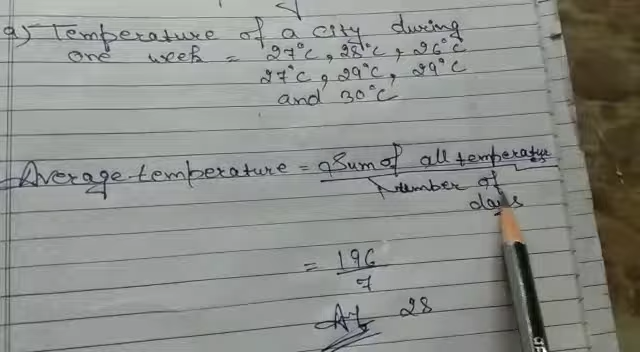 a) Temperature of a city during
one week = 27°C, 28°C, 26°C
27°C, 29°C, 29°C
and 30°C
Average temperature = Sum of all temperatures
Number of
days
= 196
7
28